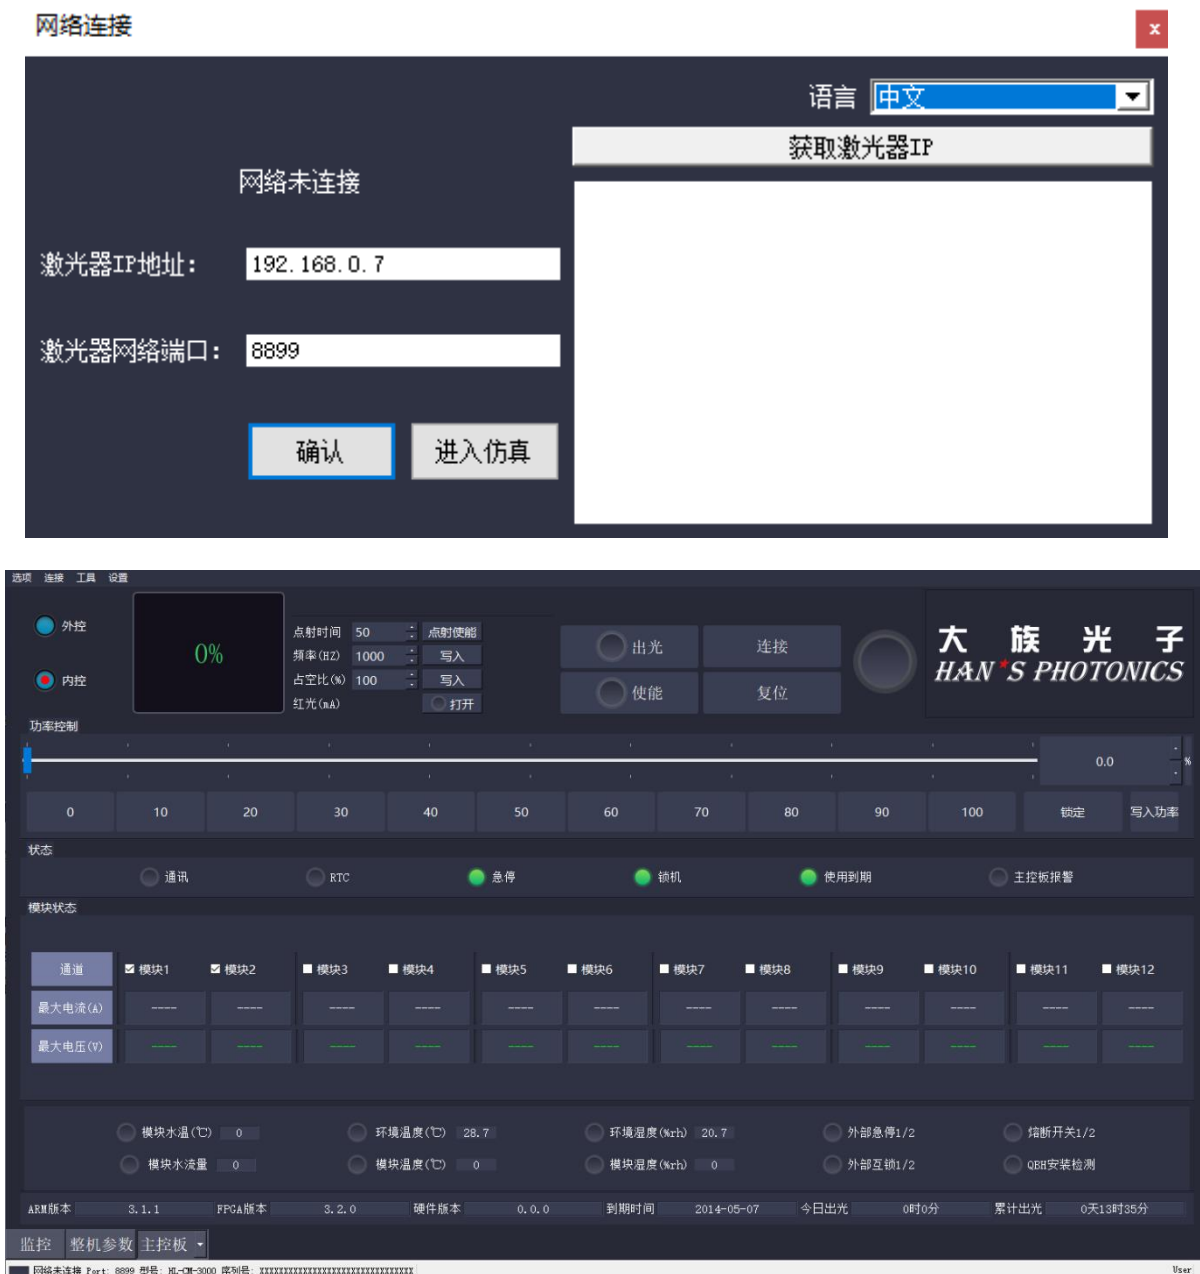 网络连接
语言 中文
获取激光器IP
网络未连接
激光器IP地址: 192.168.0.7
激光器网络端口: 8899
确认 进入仿真
选项 连接 工具 设置
外控
内控
0%
点射时间 50 点射使能
频率(HZ) 1000 写入
占空比(%) 100 写入
红光(mA) 打开
出光 连接
使能 复位
大族光子
HAN*S PHOTONICS
功率控制
0.0 %
0 10 20 30 40 50 60 70 80 90 100 锁定 写入功率
状态
通讯 RTC 急停 锁机 使用到期 主控板报警
模块状态
通道 模块1 模块2 模块3 模块4 模块5 模块6 模块7 模块8 模块9 模块10 模块11 模块12
最大电流(A) ---- ---- ---- ---- ---- ---- ---- ---- ---- ---- ---- ----
最大电压(V) ---- ---- ---- ---- ---- ---- ---- ---- ---- ---- ---- ----
模块水温(℃) 0 环境温度(℃) 28.7 环境湿度(%rh) 20.7 外部急停1/2 熔断开关1/2
模块水流量 0 模块温度(℃) 0 模块湿度(%rh) 0 外部互锁1/2 QBH安装检测
ARM版本 3.1.1 FPGA版本 3.2.0 硬件版本 0.0.0 到期时间 2014-05-07 今日出光 0时0分 累计出光 0天13时35分
监控 整机参数 主控板
网络未连接 Port: 8899 型号: HL-CM-3000 序列号: XXXXXXXXXXXXXXXXXXXXXXXXXXXXXXXX User